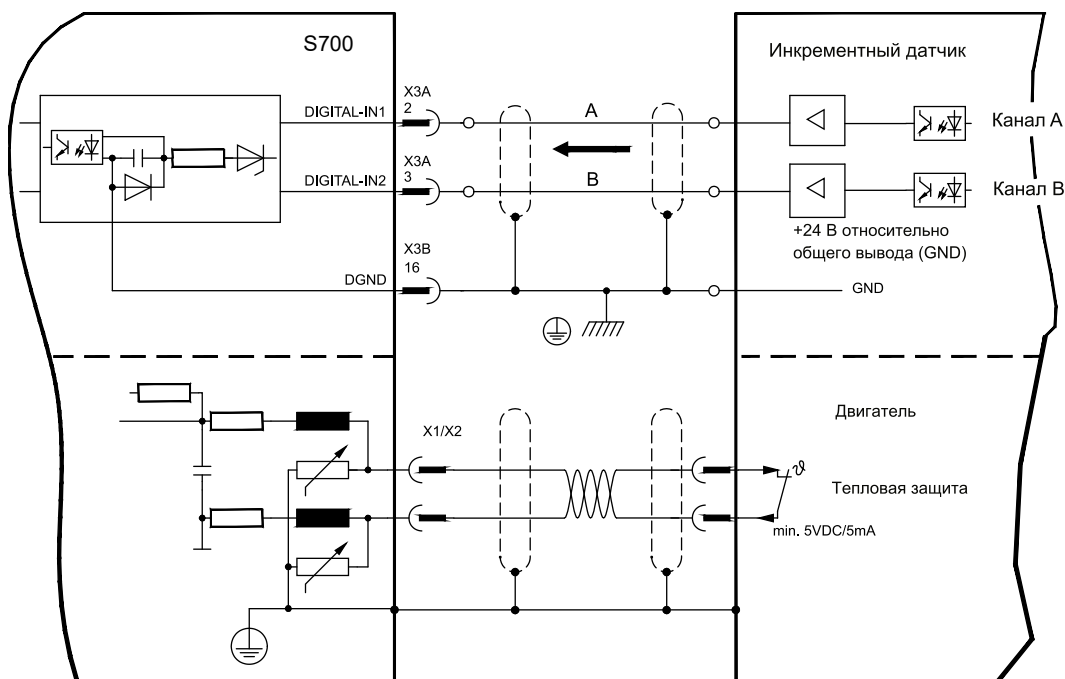 S700
Инкрементный датчик
X3A
2
DIGITAL-IN1
A
Канал A
X3A
3
DIGITAL-IN2
B
Канал B
+24 В относительно
общего вывода (GND)
X3B
16
DGND
GND
Двигатель
X1/X2
ϑ
Тепловая защита
min. 5VDC/5mA